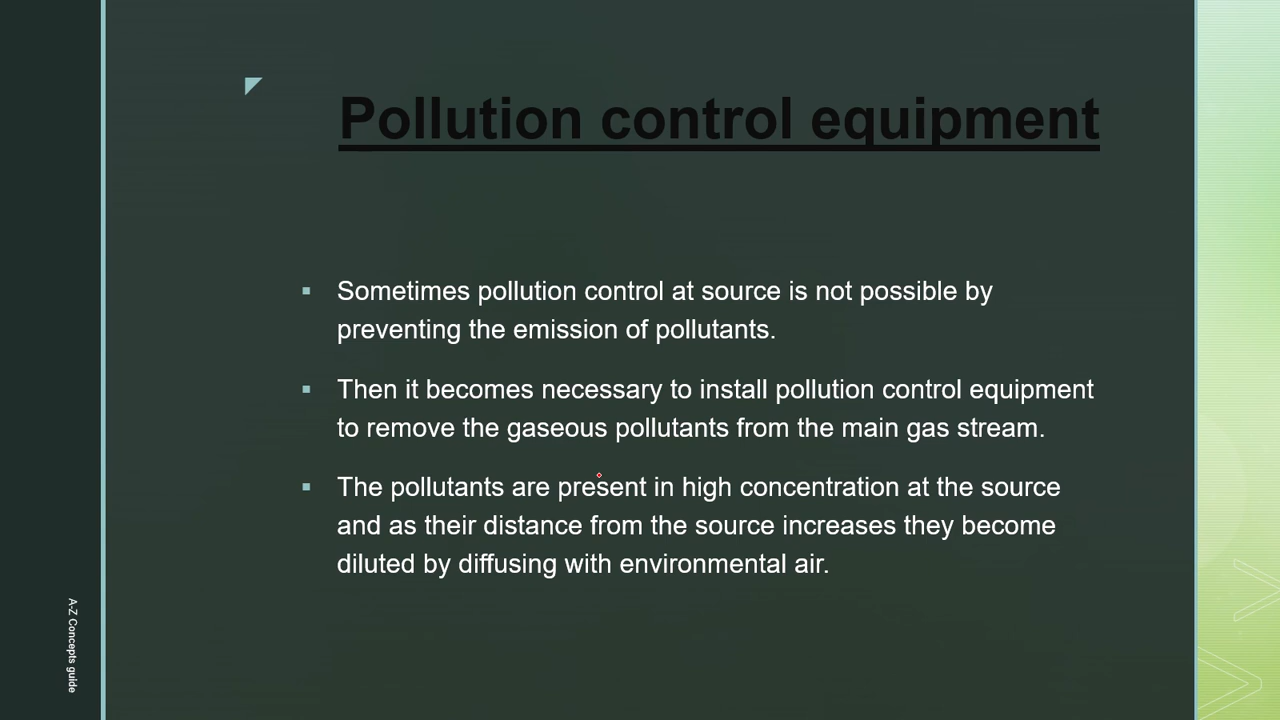 Pollution control equipment
▪ Sometimes pollution control at source is not possible by
preventing the emission of pollutants.
▪ Then it becomes necessary to install pollution control equipment
to remove the gaseous pollutants from the main gas stream.
▪ The pollutants are present in high concentration at the source
and as their distance from the source increases they become
diluted by diffusing with environmental air.
A-Z Concepts guide